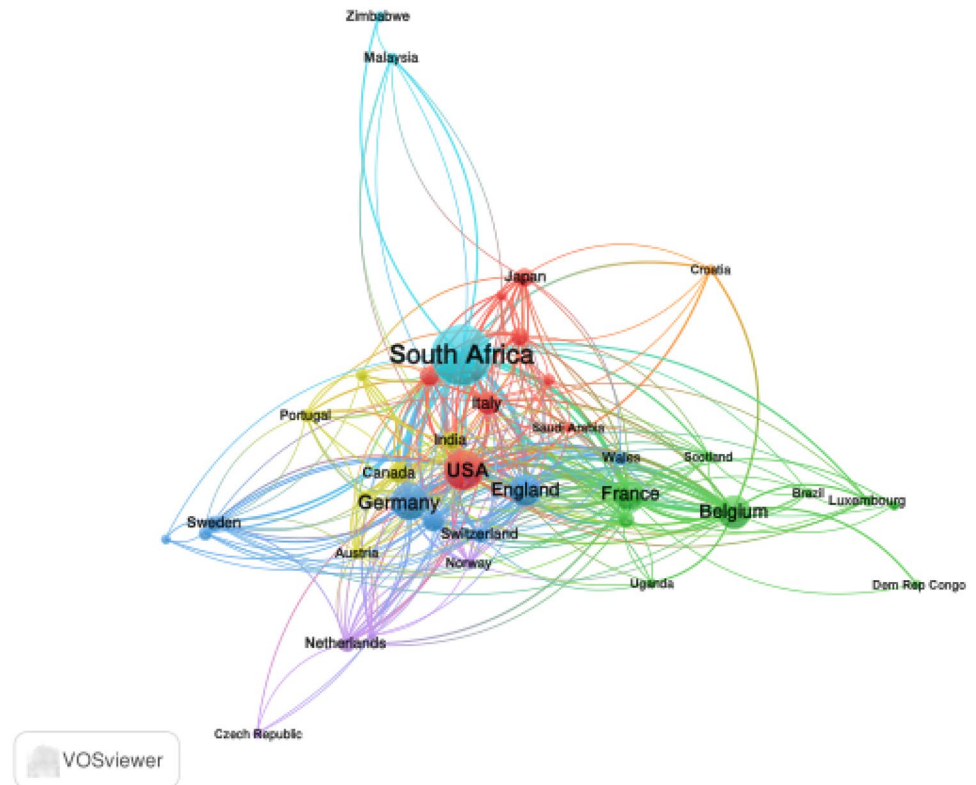 Zimbabwe
Malaysia
Japan
Croatia
South Africa
Italy
Portugal
Saudi Arabia
India
Wales
Scotland
Canada
USA
England
France
Brazil
Luxembourg
Germany
Belgium
Sweden
Switzerland
Austria
Norway
Uganda
Dem Rep Congo
Netherlands
Czech Republic
VOSviewer